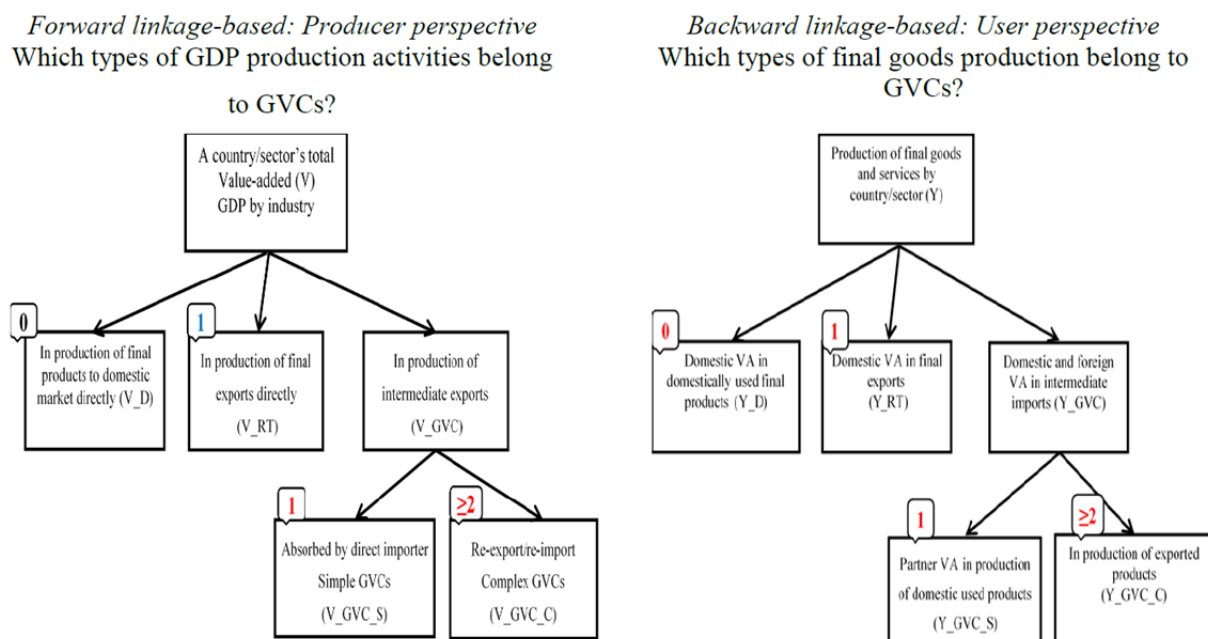 Forward linkage-based: Producer perspective
Which types of GDP production activities belong
to GVCs?
A country/sector's total
Value-added (V)
GDP by industry
0
In production of final
products to domestic
market directly (V_D)
1
In production of final
exports directly
(V_RT)
In production of
intermediate exports
(V_GVC)
1
Absorbed by direct importer
Simple GVCs
(V_GVC_S)
≥2
Re-export/re-import
Complex GVCs
(V_GVC_C)
Backward linkage-based: User perspective
Which types of final goods production belong to
GVCs?
Production of final goods
and services by
country/sector (Y)
0
Domestic VA in
domestically used final
products (Y_D)
1
Domestic VA in final
exports
(Y_RT)
Domestic and foreign
VA in intermediate
imports (Y_GVC)
1
Partner VA in production
of domestic used products
(Y_GVC_S)
≥2
In production of exported
products
(Y_GVC_C)